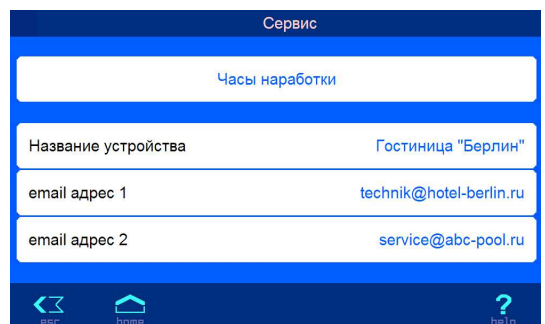 Сервис
Часы наработки
Название устройства Гостиница "Берлин"
email адрес 1 technik@hotel-berlin.ru
email адрес 2 service@abc-pool.ru
esc home help